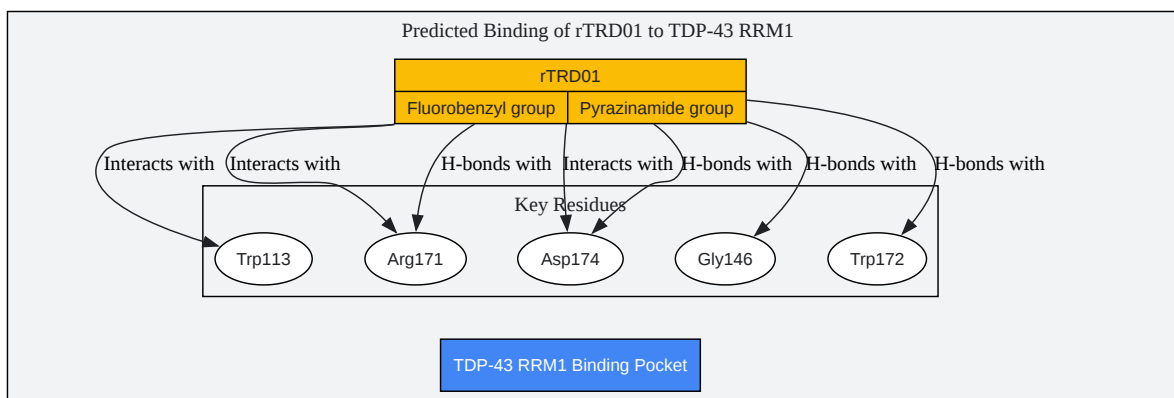 Predicted Binding of rTRD01 to TDP-43 RRM1
rTRD01
Fluorobenzyl group
Pyrazinamide group
Interacts with
Interacts with
H-bonds with
Interacts with
H-bonds with
H-bonds with
H-bonds with
Key Residues
Trp113
Arg171
Asp174
Gly146
Trp172
TDP-43 RRM1 Binding Pocket